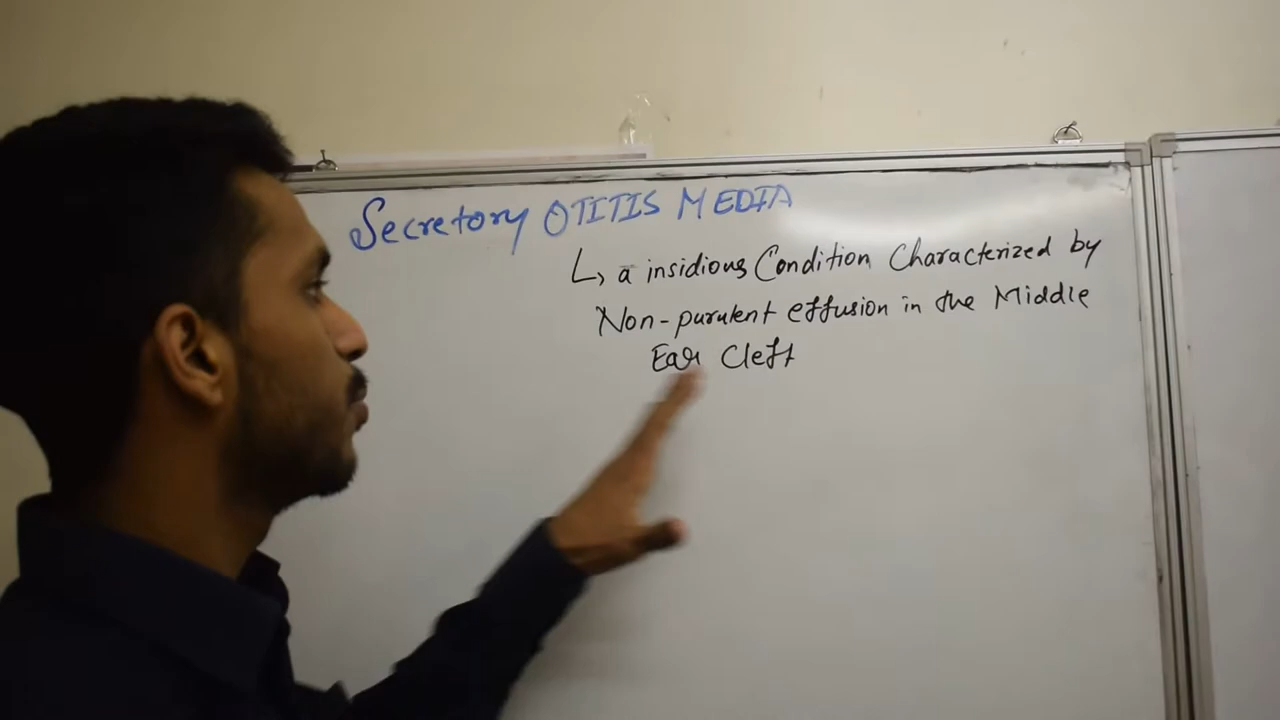 Secretory OTITIS MEDIA
↳ a insidious Condition Characterized by
Non-purulent effusion in the Middle
Ear Cleft